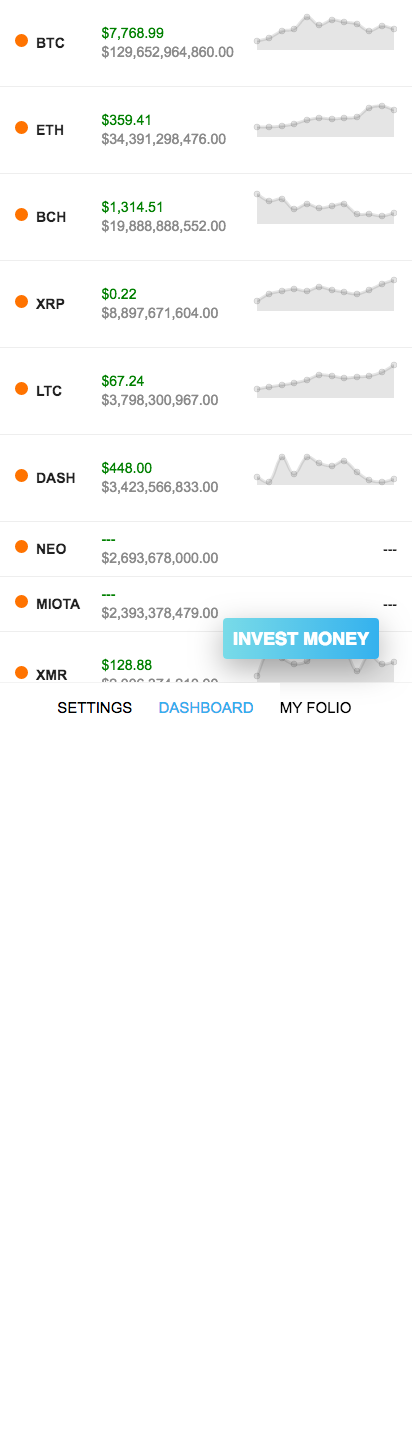 BTC
$7,768.99
$129,652,964,860.00
ETH
$359.41
$34,391,298,476.00
BCH
$1,314.51
$19,888,888,552.00
XRP
$0.22
$8,897,671,604.00
LTC
$67.24
$3,798,300,967.00
DASH
$448.00
$3,423,566,833.00
NEO
---
$2,693,678,000.00
---
MIOTA
---
$2,393,378,479.00
---
INVEST MONEY
XMR
$128.88
SETTINGS DASHBOARD MY FOLIO